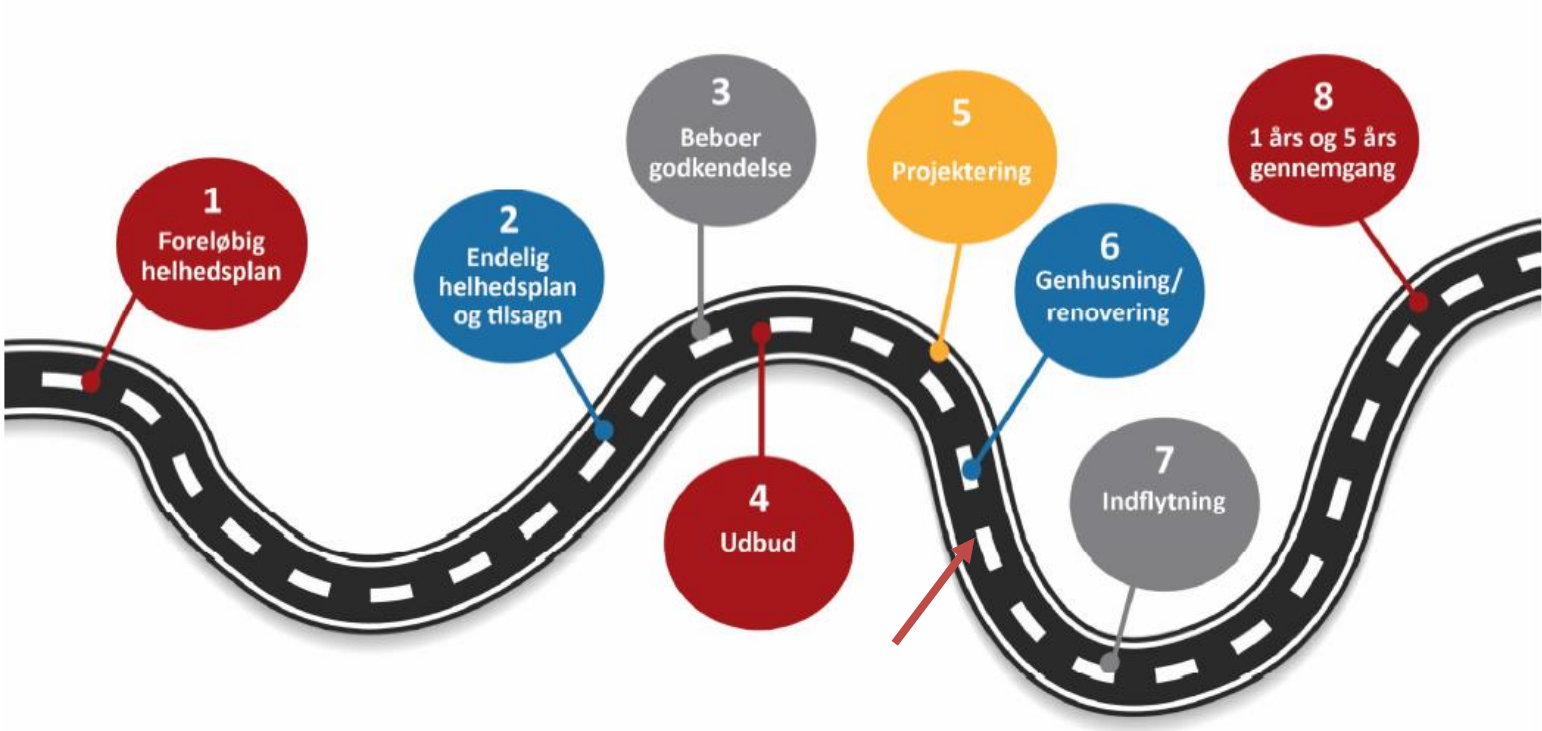 1
Foreløbig
helhedsplan
2
Endelig
helhedsplan
og tilsagn
3
Beboer
godkendelse
4
Udbud
5
Projektering
6
Genhusning/
renovering
7
Indflytning
8
1 års og 5 års
gennemgang